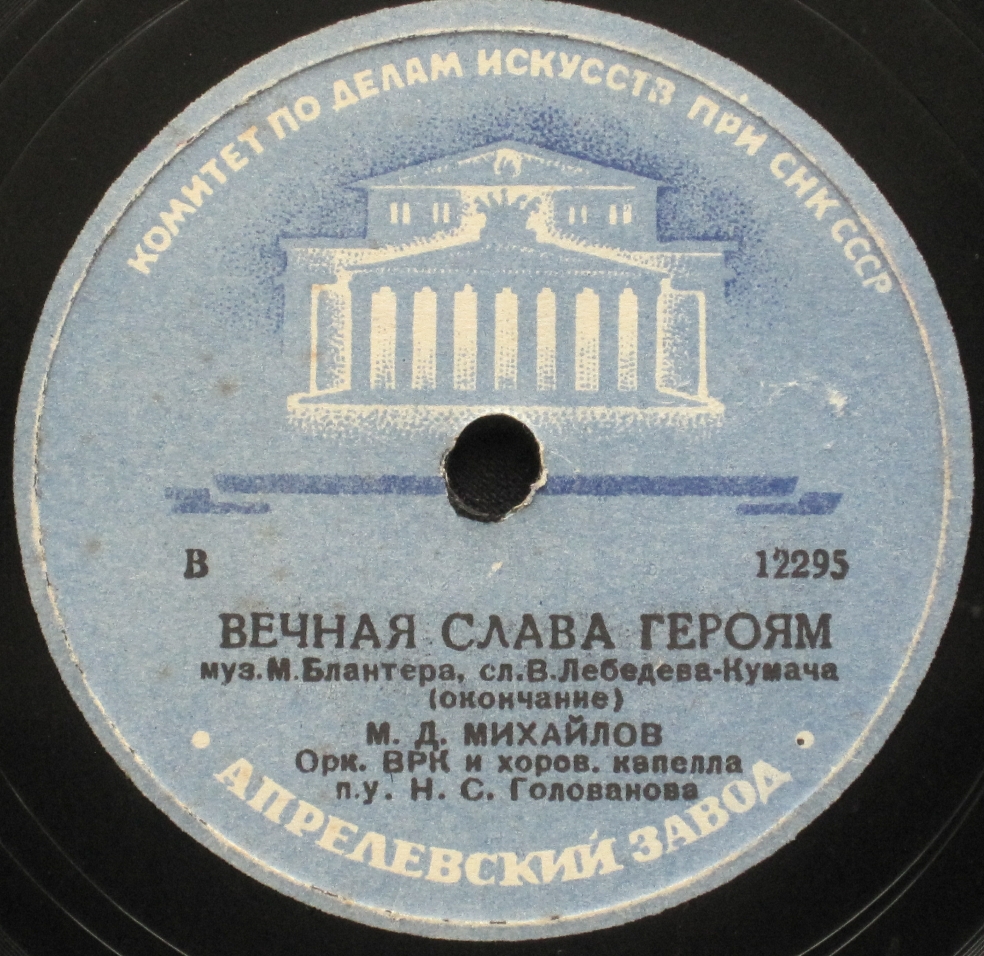 КОМИТЕТ ПО ДЕЛАМ ИСКУССТВ ПРИ СНК СССР
В 12295
ВЕЧНАЯ СЛАВА ГЕРОЯМ
муз.М.Блантера, сл.В.Лебедева-Кумача
(окончание)
М. Д. МИХАЙЛОВ
Орк. ВРК и хоров. капелла
п.у. Н. С. Голованова
АПРЕЛЕВСКИЙ ЗАВОД